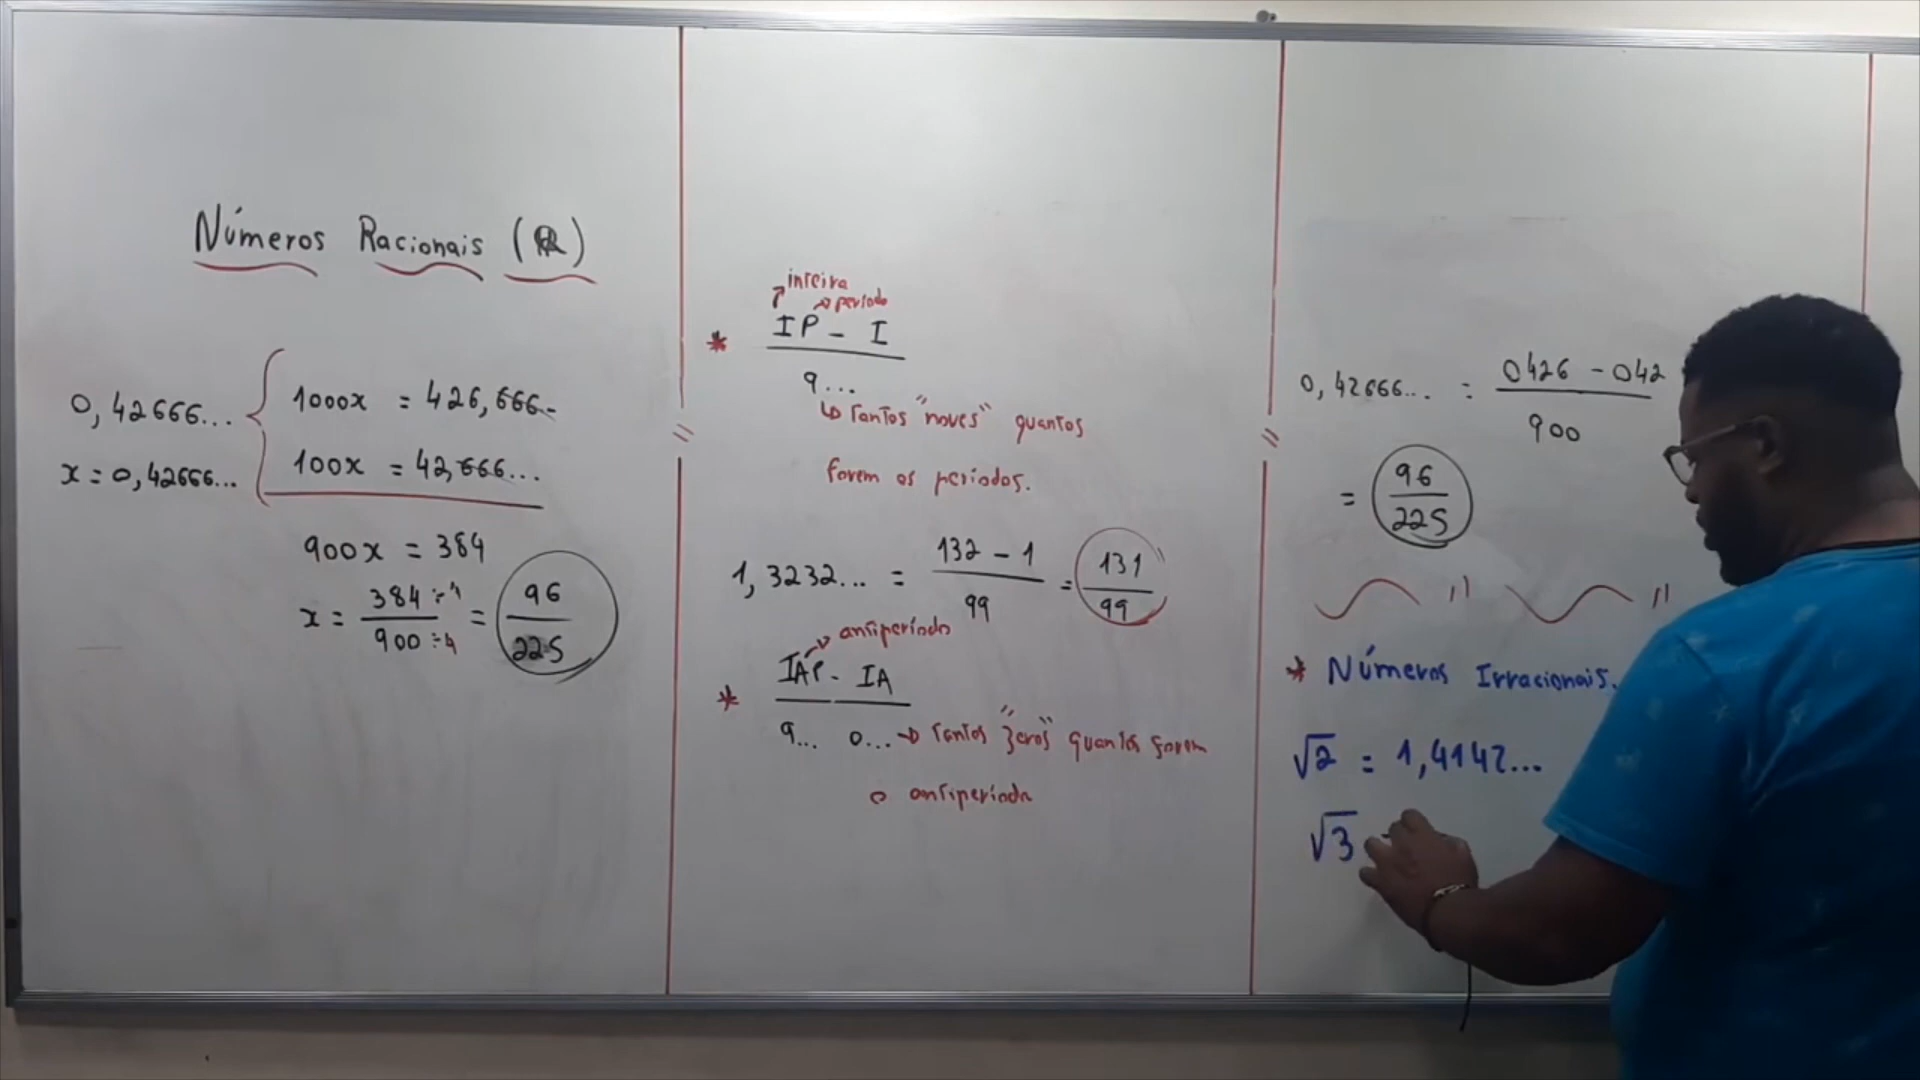 Números Racionais (Q)
0,42666...
x = 0,42666...
1000x = 426,666..
100x = 42,666...
900x = 384
x = 384 ÷4 / 900 ÷4 = 96 / 225
inteira
período
* IP - I
9...
↳ tantos "noves" quantos
forem os períodos.
1,3232... = 132 - 1 / 99 = 131 / 99
antiperíodo
* IAP - IA
9... 0... → tantos "zeros" quantos forem
o antiperíodo
0,42666... = 0426 - 042 / 900
= 96 / 225
* Números Irracionais.
√2 = 1,4142...
√3